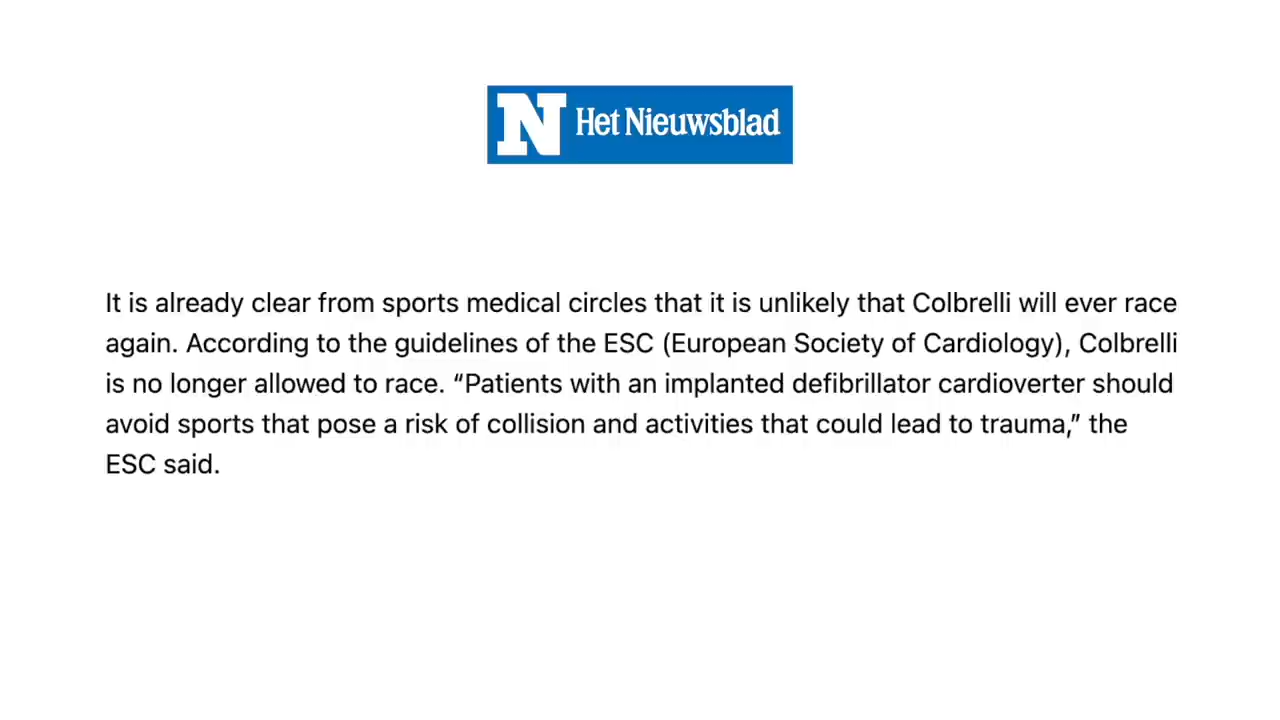 N Het Nieuwsblad
It is already clear from sports medical circles that it is unlikely that Colbrelli will ever race
again. According to the guidelines of the ESC (European Society of Cardiology), Colbrelli
is no longer allowed to race. “Patients with an implanted defibrillator cardioverter should
avoid sports that pose a risk of collision and activities that could lead to trauma,” the
ESC said.